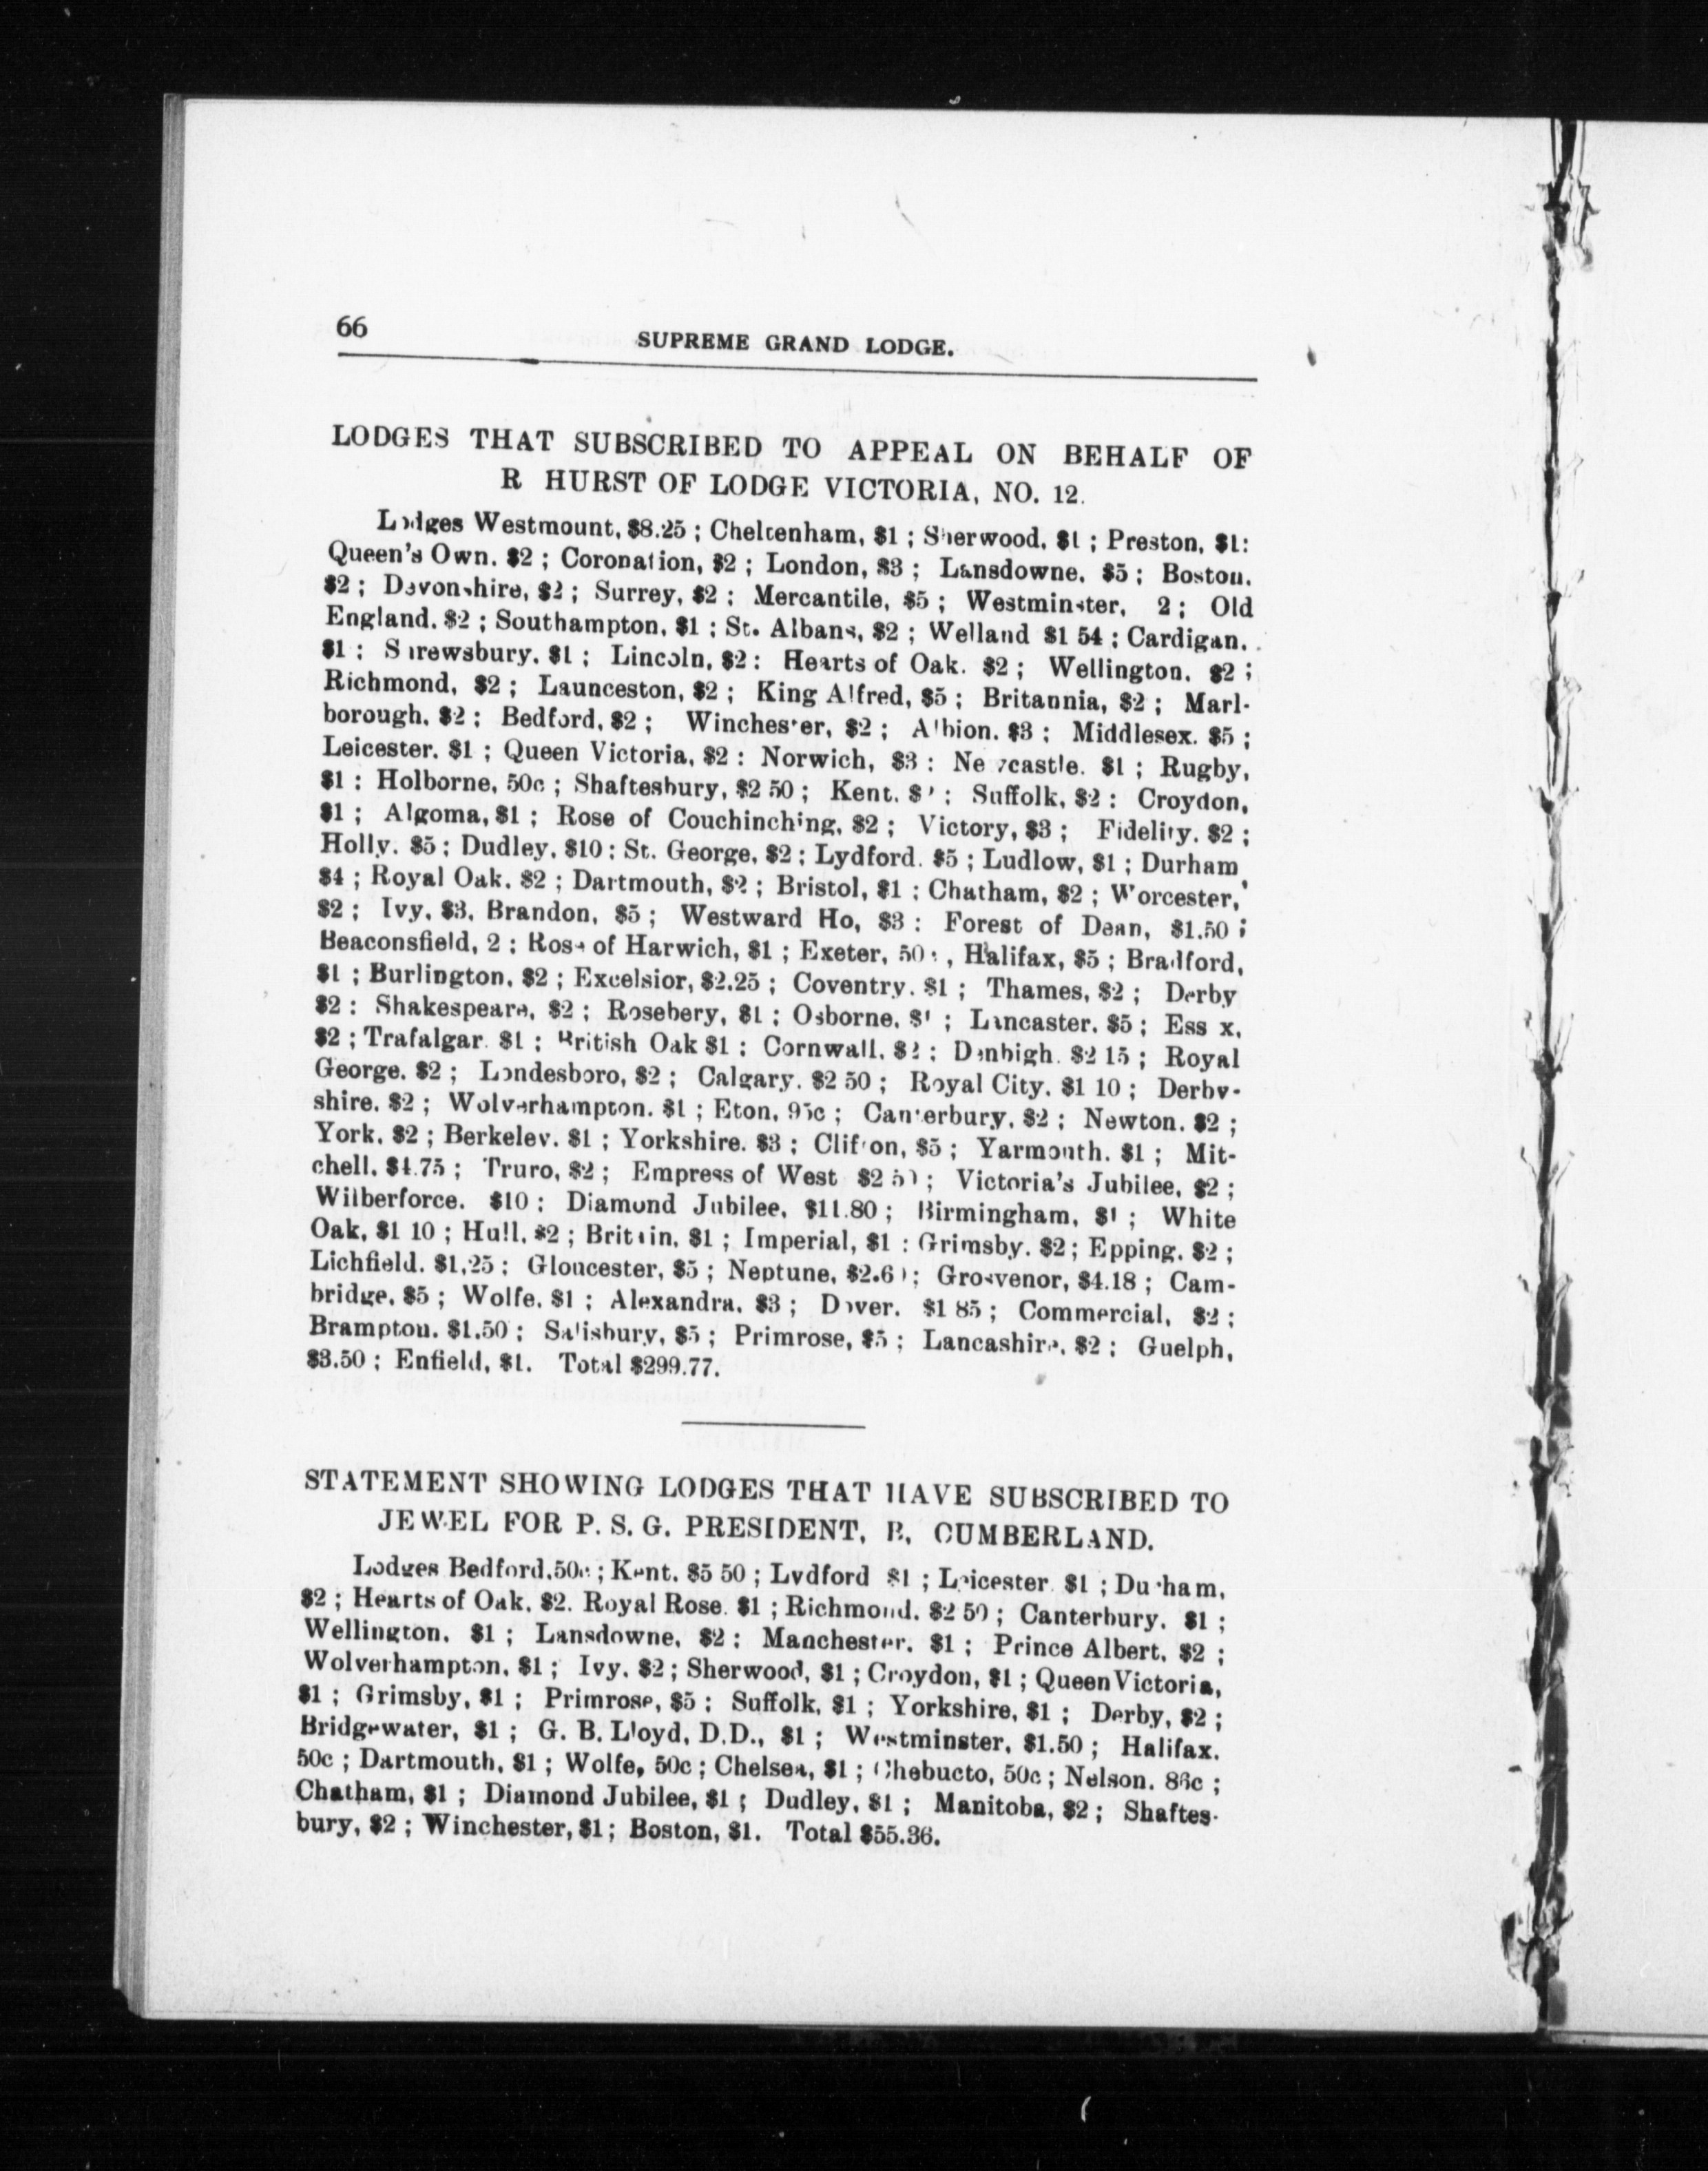 66
SUPREME GRAND LODGE.
LODGES THAT SUBSCRIBED TO APPEAL ON BEHALF OF
R HURST OF LODGE VICTORIA, NO. 12.
Lodges Westmount, $8.25 ; Cheltenham, $1 ; Sherwood, $1 ; Preston, $1:
Queen's Own. $2 ; Coronation, $2 ; London, $3 ; Lansdowne, $5 ; Boston.
$2 ; Devonshire, $2 ; Surrey, $2 ; Mercantile, $5 ; Westminster, 2 ; Old
England. $2 ; Southampton, $1 ; St. Albans, $2 ; Welland $1 54 ; Cardigan,
$1 ; Shrewsbury. $1 ; Lincoln, $2 : Hearts of Oak. $2 ; Wellington. $2 ;
Richmond, $2 ; Launceston, $2 ; King Alfred, $5 ; Britannia, $2 ; Marl-
borough. $2 ; Bedford, $2 ; Winchester, $2 ; Albion. $3 ; Middlesex. $5 ;
Leicester. $1 ; Queen Victoria, $2 : Norwich, $3 : Newcastle. $1 ; Rugby,
$1 : Holborne, 50c ; Shaftesbury, $2 50 ; Kent. $ ; Suffolk, $2 : Croydon,
$1 ; Algoma, $1 ; Rose of Couchinching, $2 ; Victory, $3 ; Fidelity. $2 ;
Holly. $5 ; Dudley, $10 ; St. George, $2 ; Lydford. $5 ; Ludlow, $1 ; Durham
$4 ; Royal Oak. $2 ; Dartmouth, $2 ; Bristol, $1 ; Chatham, $2 ; Worcester,
$2 ; Ivy, $3, Brandon, $5 ; Westward Ho, $3 : Forest of Dean, $1.50 ;
Beaconsfield, 2 : Rose of Harwich, $1 ; Exeter, 50c , Halifax, $5 ; Bradford,
$1 ; Burlington, $2 ; Excelsior, $2.25 ; Coventry. $1 ; Thames, $2 ; Derby
$2 : Shakespeare, $2 ; Rosebery, $1 ; Osborne, $1 ; Lancaster. $5 ; Ess x,
$2 ; Trafalgar $1 ; British Oak $1 : Cornwall, $2 ; Denbigh. $2 15 ; Royal
George. $2 ; Londesboro, $2 ; Calgary. $2 50 ; Royal City. $1 10 ; Derby-
shire. $2 ; Wolverhampton. $1 ; Eton, 95c ; Canterbury, $2 ; Newton. $2 ;
York. $2 ; Berkeley. $1 ; Yorkshire. $3 ; Clifton, $5 ; Yarmouth. $1 ; Mit-
chell, $4.75 ; Truro, $2 ; Empress of West $2 50 ; Victoria's Jubilee, $2 ;
Wilberforce. $10 ; Diamond Jubilee, $11.80 ; Birmingham, $1 ; White
Oak, $1 10 ; Hull, $2 ; Brittin, $1 ; Imperial, $1 : Grimsby. $2 ; Epping. $2 ;
Lichfield. $1,25 ; Gloucester, $5 ; Neptune, $2.60 ; Grosvenor, $4.18 ; Cam-
bridge, $5 ; Wolfe, $1 ; Alexandra. $3 ; Dover. $1 85 ; Commercial, $2 ;
Brampton. $1.50 ; Salisbury, $5 ; Primrose, $5 ; Lancashire, $2 ; Guelph,
$3.50 ; Enfield, $1. Total $299.77.
STATEMENT SHOWING LODGES THAT HAVE SUBSCRIBED TO
JEWEL FOR P. S. G. PRESIDENT, B, CUMBERLAND.
Lodges Bedford, 50c ; Kent. $5 50 ; Lydford $1 ; Leicester $1 ; Durham,
$2 ; Hearts of Oak, $2. Royal Rose. $1 ; Richmond. $2 50 ; Canterbury. $1 ;
Wellington. $1 ; Lansdowne, $2 ; Manchester. $1 ; Prince Albert, $2 ;
Wolverhampton, $1 ; Ivy, $2 ; Sherwood, $1 ; Croydon, $1 ; Queen Victoria,
$1 ; Grimsby, $1 ; Primrose, $5 ; Suffolk, $1 ; Yorkshire, $1 ; Derby, $2 ;
Bridgewater, $1 ; G. B. Lloyd, D.D., $1 ; Westminster, $1.50 ; Halifax.
50c ; Dartmouth, $1 ; Wolfe, 50c ; Chelsea, $1 ; Chebucto, 50c ; Nelson. 86c ;
Chatham, $1 ; Diamond Jubilee, $1 ; Dudley, $1 ; Manitoba, $2 ; Shaftes-
bury, $2 ; Winchester, $1 ; Boston, $1. Total $55.36.